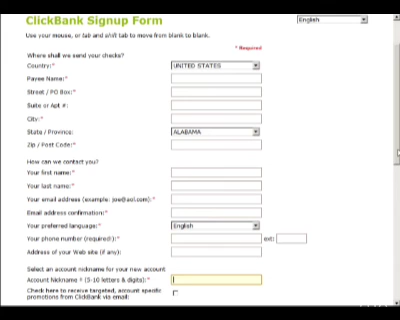 ClickBank Signup Form
English
Use your mouse, or tab and shift tab to move from blank to blank.
* Required
Where shall we send your checks?
Country:* UNITED STATES
Payee Name:*
Street / PO Box:*
Suite or Apt #:
City:*
State / Province: ALABAMA
Zip / Post Code:*
How can we contact you?
Your first name:*
Your last name:*
Your email address (example: joe@aol.com):*
Email address confirmation:*
Your preferred language:* English
Your phone number (required!):* ext:
Address of your Web site (if any):
Select an account nickname for your new account
Account Nickname * (5-10 letters & digits):*
Check here to receive targeted, account specific
promotions from ClickBank via email: